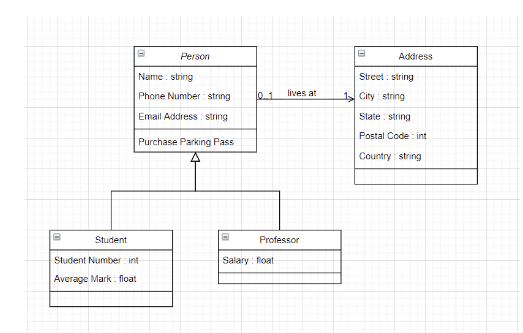 Person
Name : string
Phone Number : string
Email Address : string
Purchase Parking Pass
0..1 lives at 1
Address
Street : string
City : string
State : string
Postal Code : int
Country : string
Student
Student Number : int
Average Mark : float
Professor
Salary : float